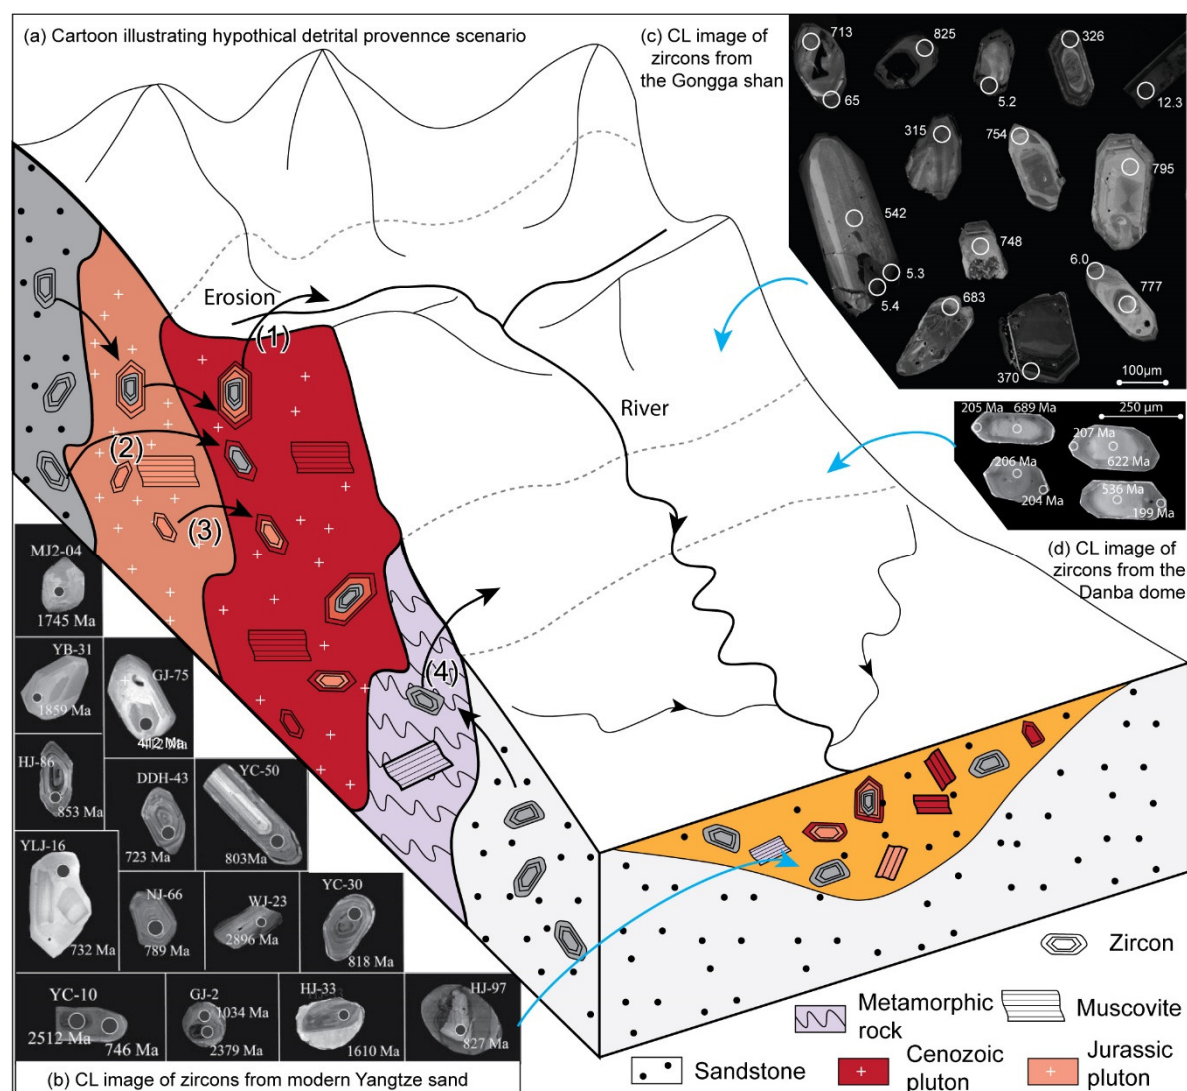 (a) Cartoon illustrating hypothical detrital provennce scenario
(c) CL image of
zircons from
the Gongga shan
713
825
326
65
5.2
12.3
315
754
795
542
748
5.3
5.4
6.0
777
683
370
100µm
Erosion
(1)
River
(2)
(3)
(4)
205 Ma
689 Ma
250 µm
207 Ma
622 Ma
206 Ma
204 Ma
536 Ma
199 Ma
(d) CL image of
zircons from the
Danba dome
MJ2-04
1745 Ma
YB-31
1859 Ma
GJ-75
412 Ma
HJ-86
853 Ma
DDH-43
723 Ma
YC-50
803Ma
YLJ-16
732 Ma
NJ-66
789 Ma
WJ-23
2896 Ma
YC-30
818 Ma
YC-10
2512 Ma
746 Ma
GJ-2
1034 Ma
2379 Ma
HJ-33
1610 Ma
HJ-97
827 Ma
(b) CL image of zircons from modern Yangtze sand
Zircon
Metamorphic
rock
Muscovite
Sandstone
Cenozoic
pluton
Jurassic
pluton